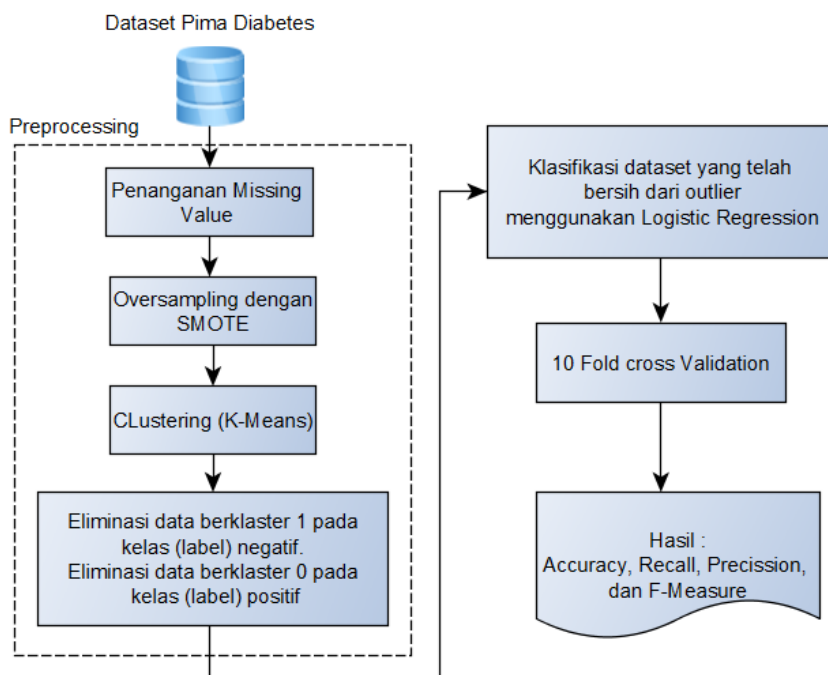 Dataset Pima Diabetes
Preprocessing
Penanganan Missing
Value
Oversampling dengan
SMOTE
CLustering (K-Means)
Eliminasi data berklaster 1 pada
kelas (label) negatif.
Eliminasi data berklaster 0 pada
kelas (label) positif
Klasifikasi dataset yang telah
bersih dari outlier
menggunakan Logistic Regression
10 Fold cross Validation
Hasil :
Accuracy, Recall, Precission,
dan F-Measure